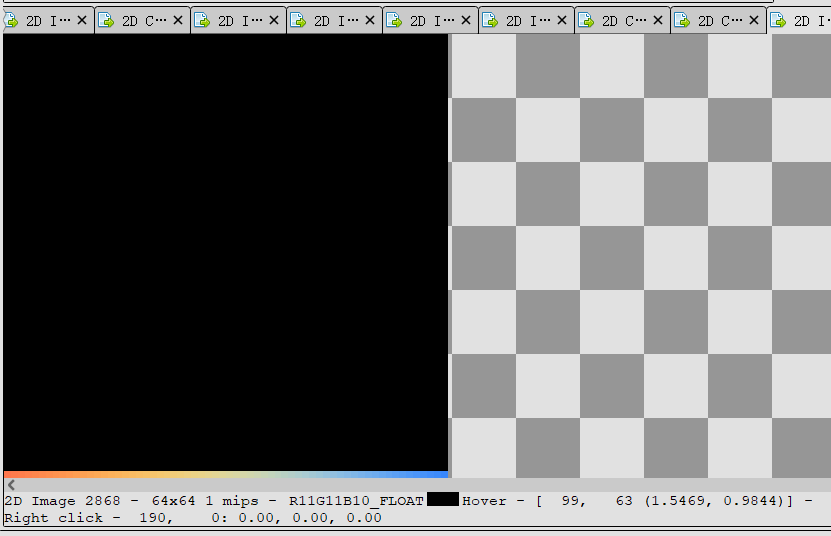 2D I··· × 2D C··· × 2D I··· × 2D I··· × 2D I··· × 2D I··· × 2D C··· × 2D C··· × 2D I·
2D Image 2868 - 64x64 1 mips - R11G11B10_FLOAT Hover - [ 99, 63 (1.5469, 0.9844)] -
Right click - 190, 0: 0.00, 0.00, 0.00